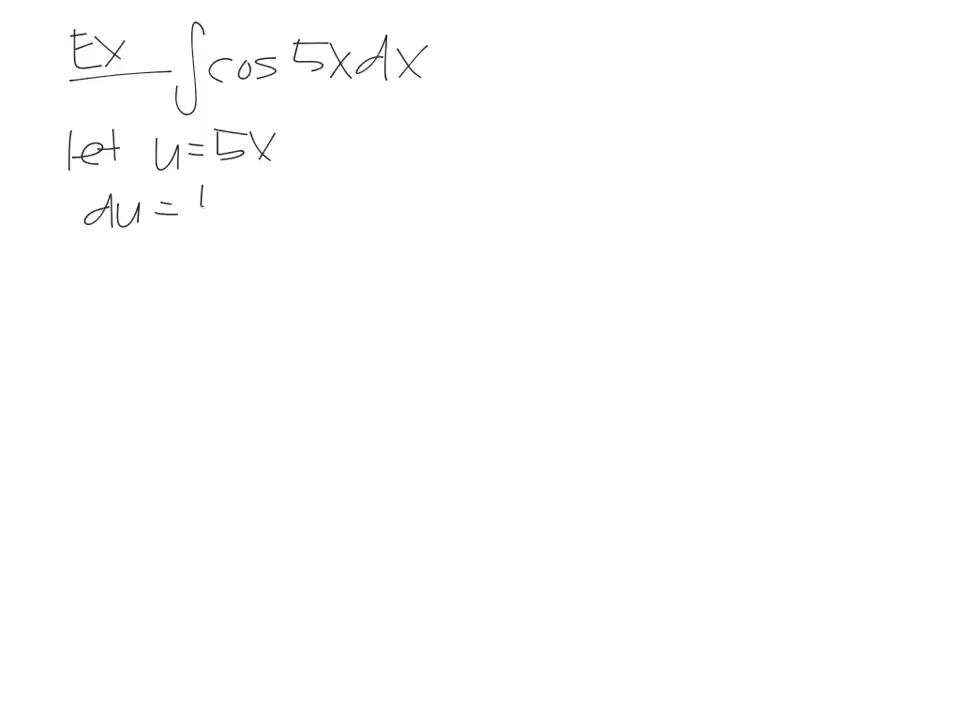 Ex ∫cos 5x dx
let u = 5x
du =